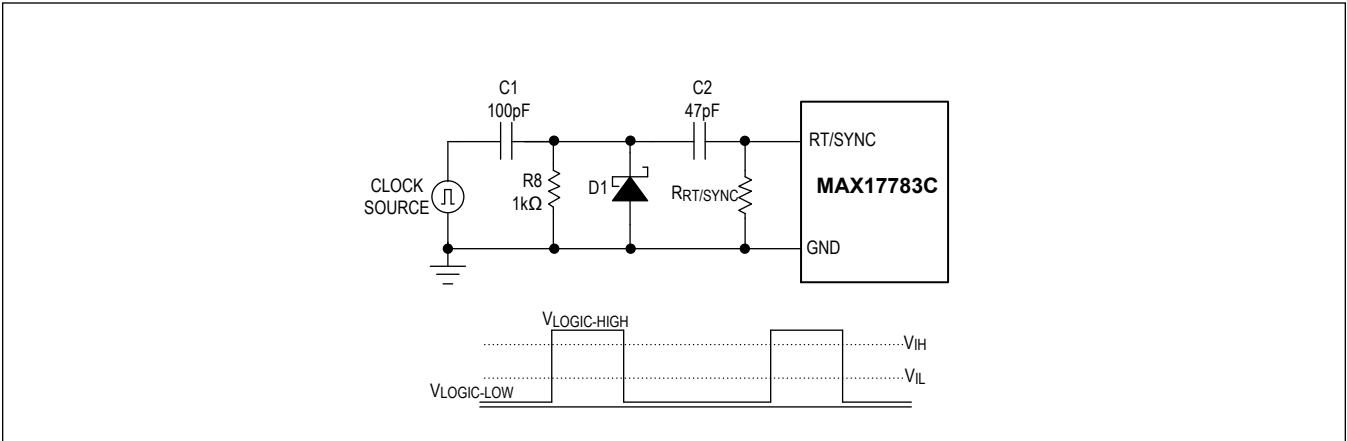 C1
100pF
C2
47pF
RT/SYNC
CLOCK
SOURCE
R8
1kΩ
D1
RRT/SYNC
MAX17783C
GND
VLOGIC-HIGH
VIH
VIL
VLOGIC-LOW